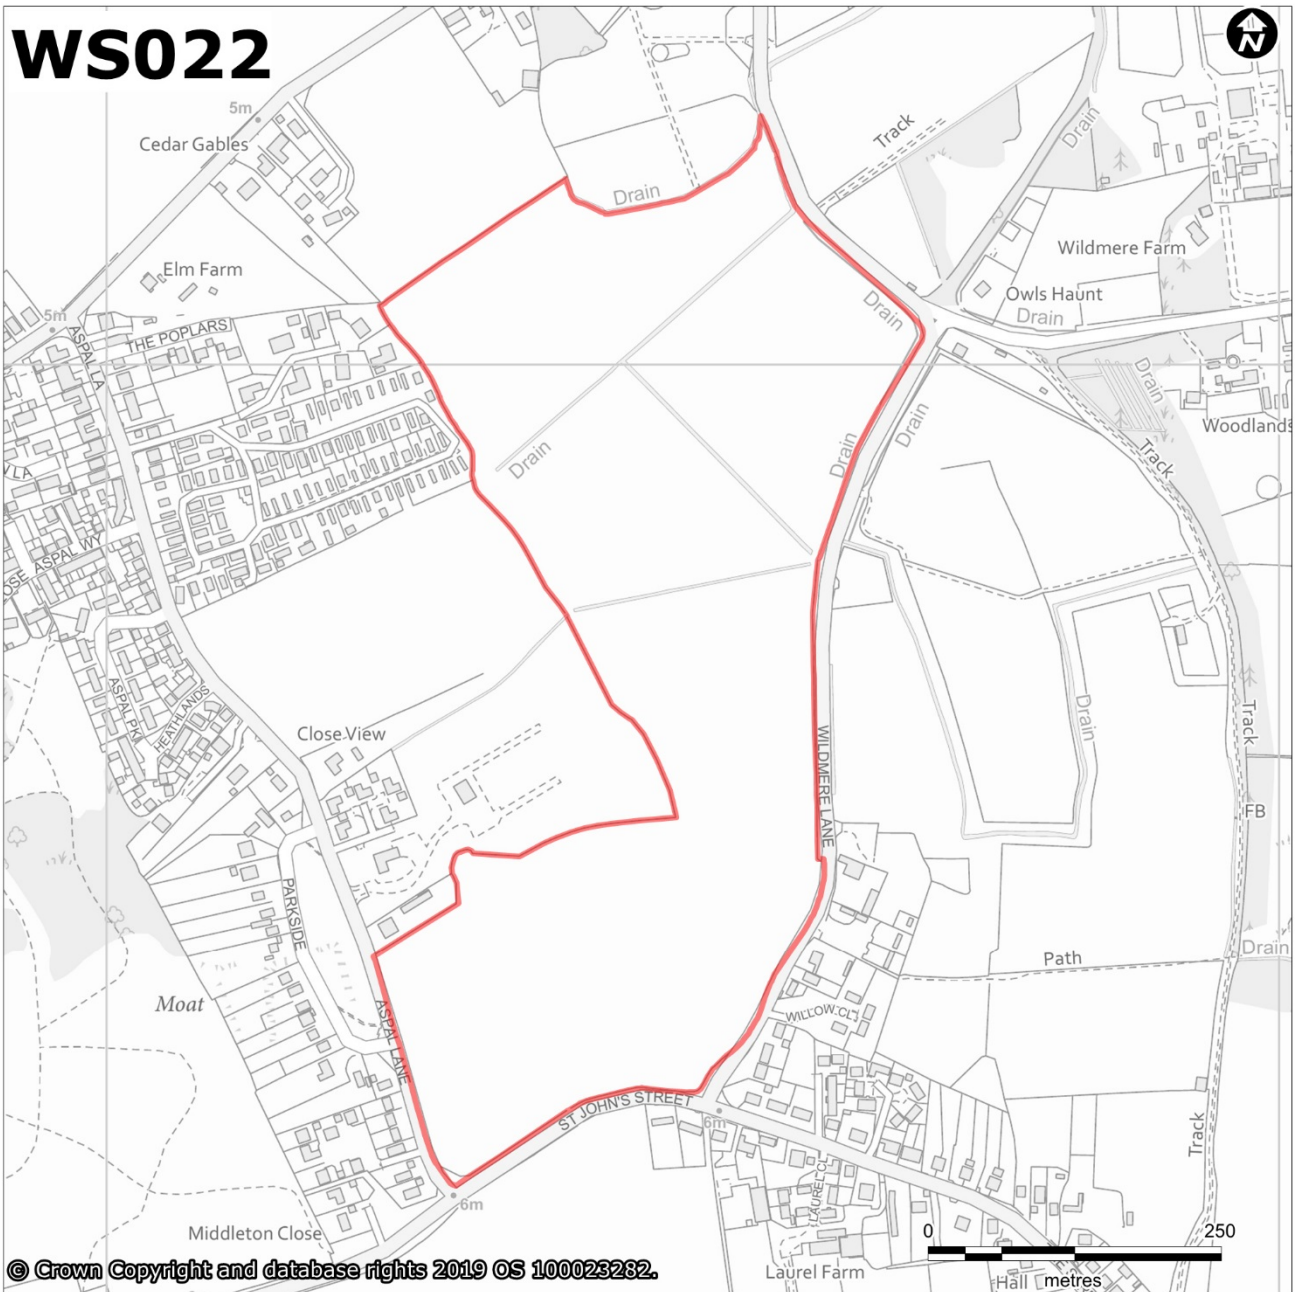 WS022
N
5m
Cedar Gables
Track
Drain
Drain
Elm Farm
5m
Wildmere Farm
Owls Haunt
Drain
Drain
THE POPLARS
ASPAL LA
Drain
Woodlands
Drain
Drain
Drain
Track
ASPAL WY
ASPAL PK
HEATHLANDS
Close View
Drain
Track
WILDMERE LANE
FB
PARKSIDE
Drain
Path
Moat
ASPAL LANE
WILLOW CL
ST JOHN'S STREET
6m
Track
LAUREL CL
6m
Middleton Close
0 250
metres
Laurel Farm
Hall
© Crown Copyright and database rights 2019 OS 100023282.